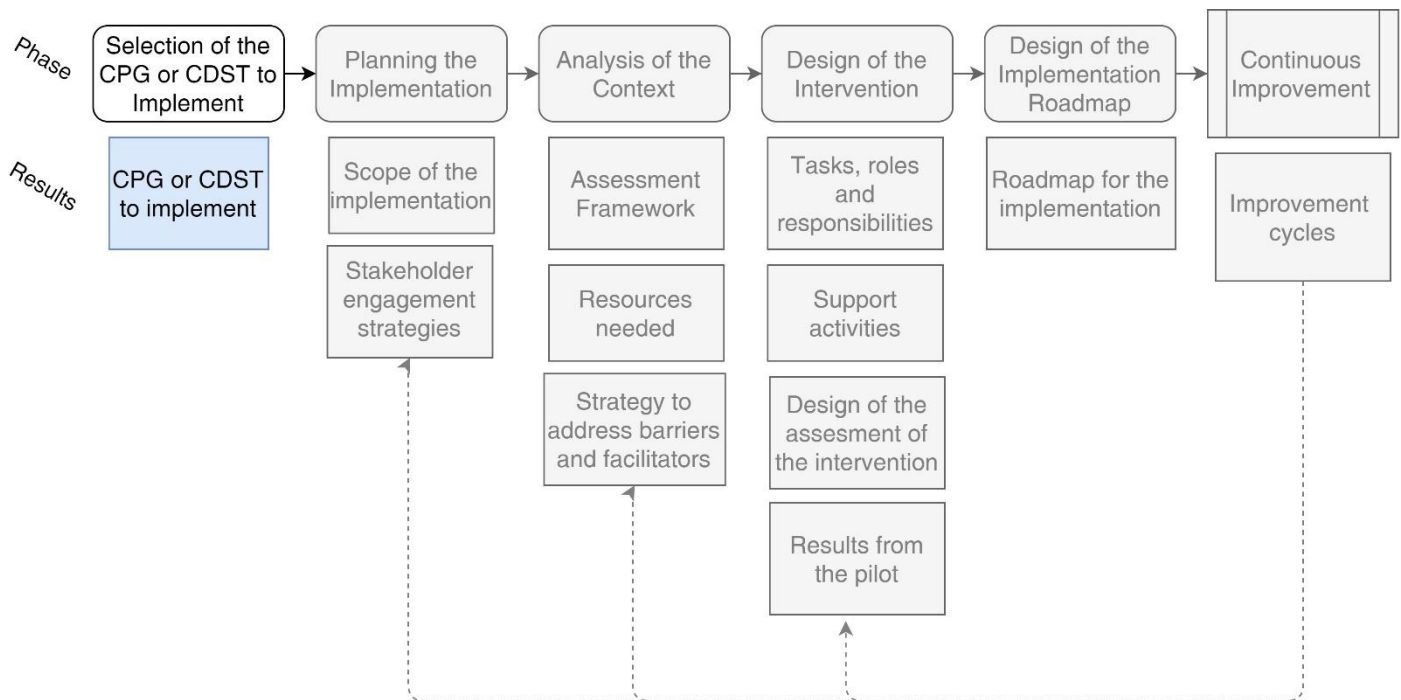 Phase
Selection of the
CPG or CDST to
Implement
Planning the
Implementation
Analysis of the
Context
Design of the
Intervention
Design of the
Implementation
Roadmap
Continuous
Improvement
Results
CPG or CDST
to implement
Scope of the
implementation
Stakeholder
engagement
strategies
Assessment
Framework
Resources
needed
Strategy to
address barriers
and facilitators
Tasks, roles
and
responsibilities
Support
activities
Design of the
assesment of
the intervention
Results from
the pilot
Roadmap for the
implementation
Improvement
cycles